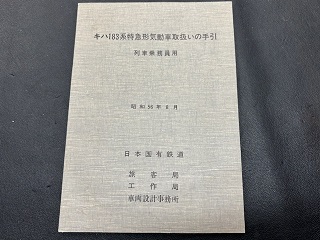 キハ183系特急形気動車取扱いの手引
列車乗務員用
昭和56年8月
日本国有鉄道
旅客局
工作局
車両設計事務所